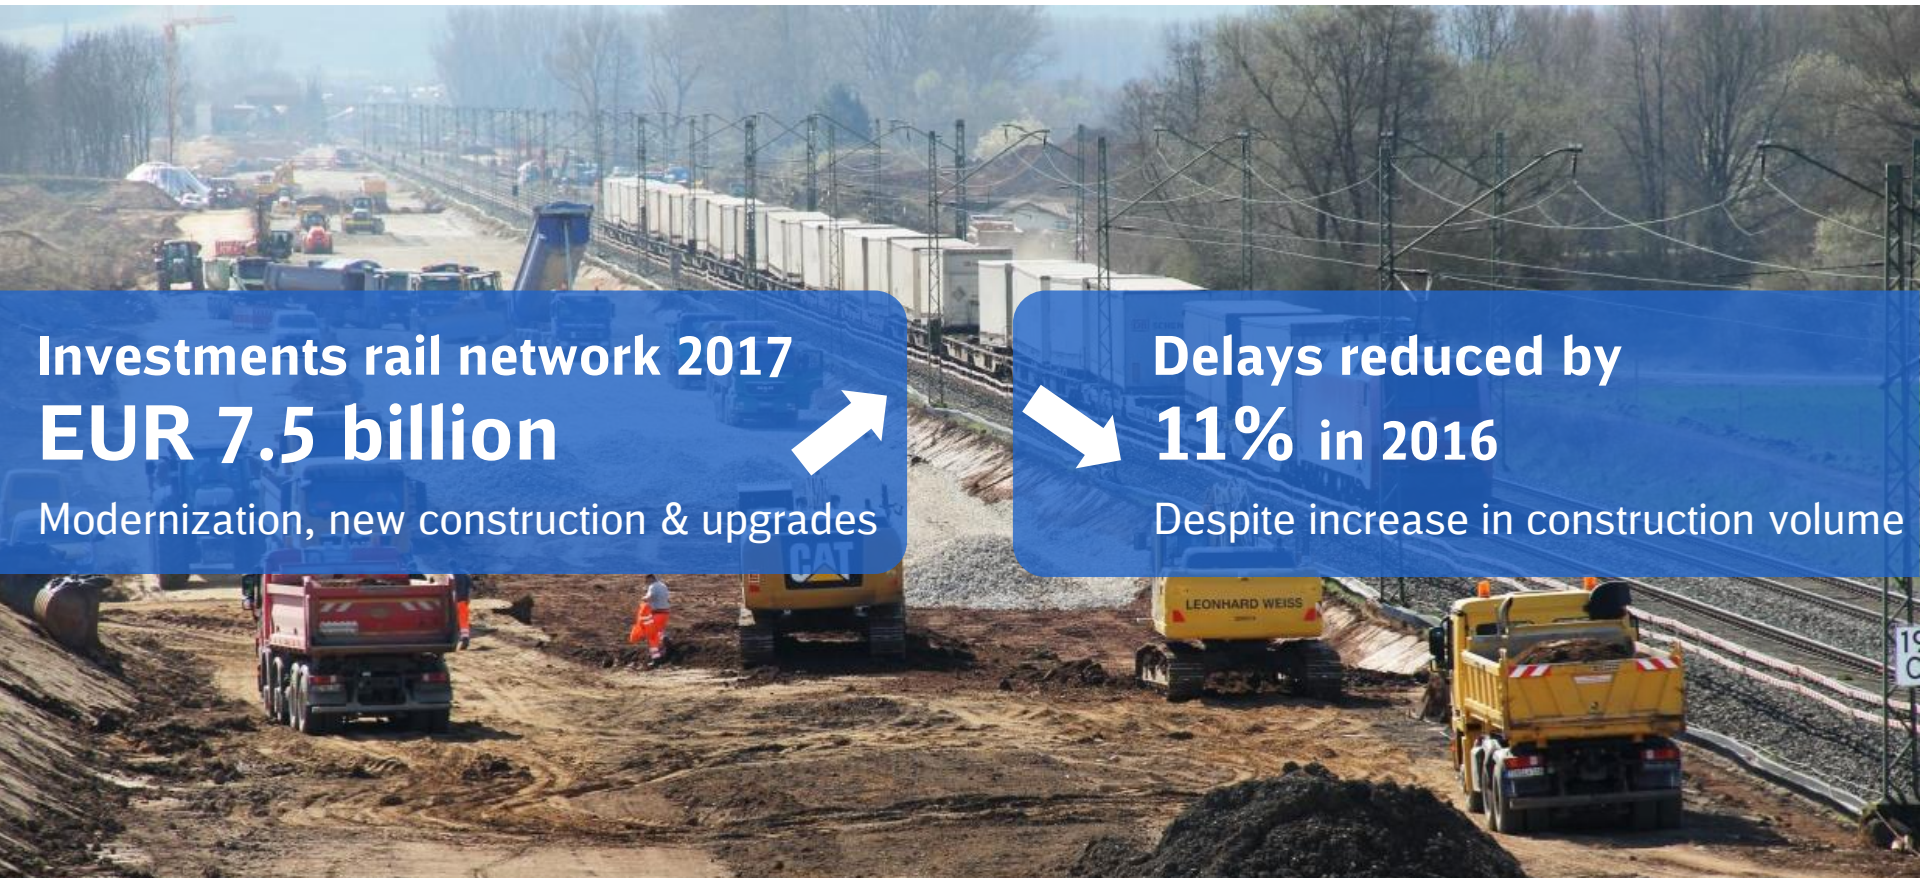 Investments rail network 2017
EUR 7.5 billion
Modernization, new construction & upgrades
Delays reduced by
11% in 2016
Despite increase in construction volume
CAT
LEONHARD WEISS